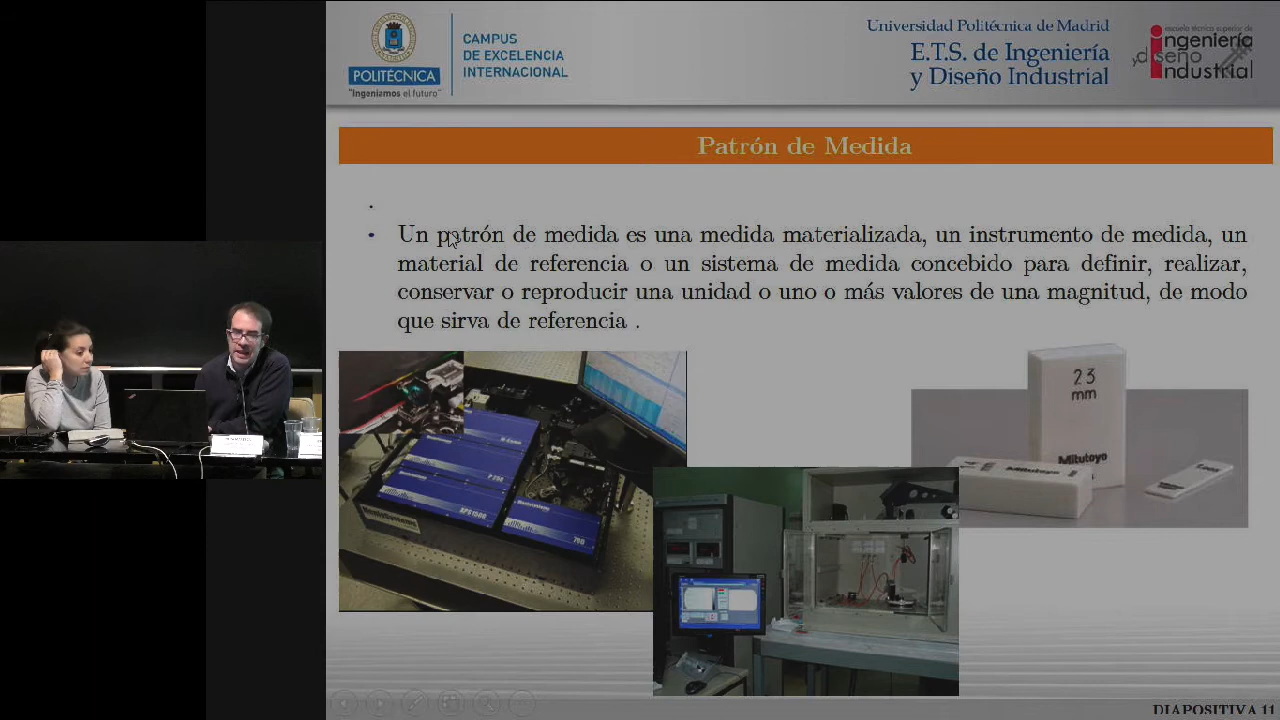 POLITÉCNICA
"Ingeniamos el futuro"
CAMPUS
DE EXCELENCIA
INTERNACIONAL
Universidad Politécnica de Madrid
E.T.S. de Ingeniería
y Diseño Industrial
escuela técnica superior de
ingeniería
y diseño
industrial
Patrón de Medida
Un patrón de medida es una medida materializada, un instrumento de medida, un
material de referencia o un sistema de medida concebido para definir, realizar,
conservar o reproducir una unidad o uno o más valores de una magnitud, de modo
que sirva de referencia .
23
mm
Mitutoyo
Mitutoyo
DIAPOSITIVA 11